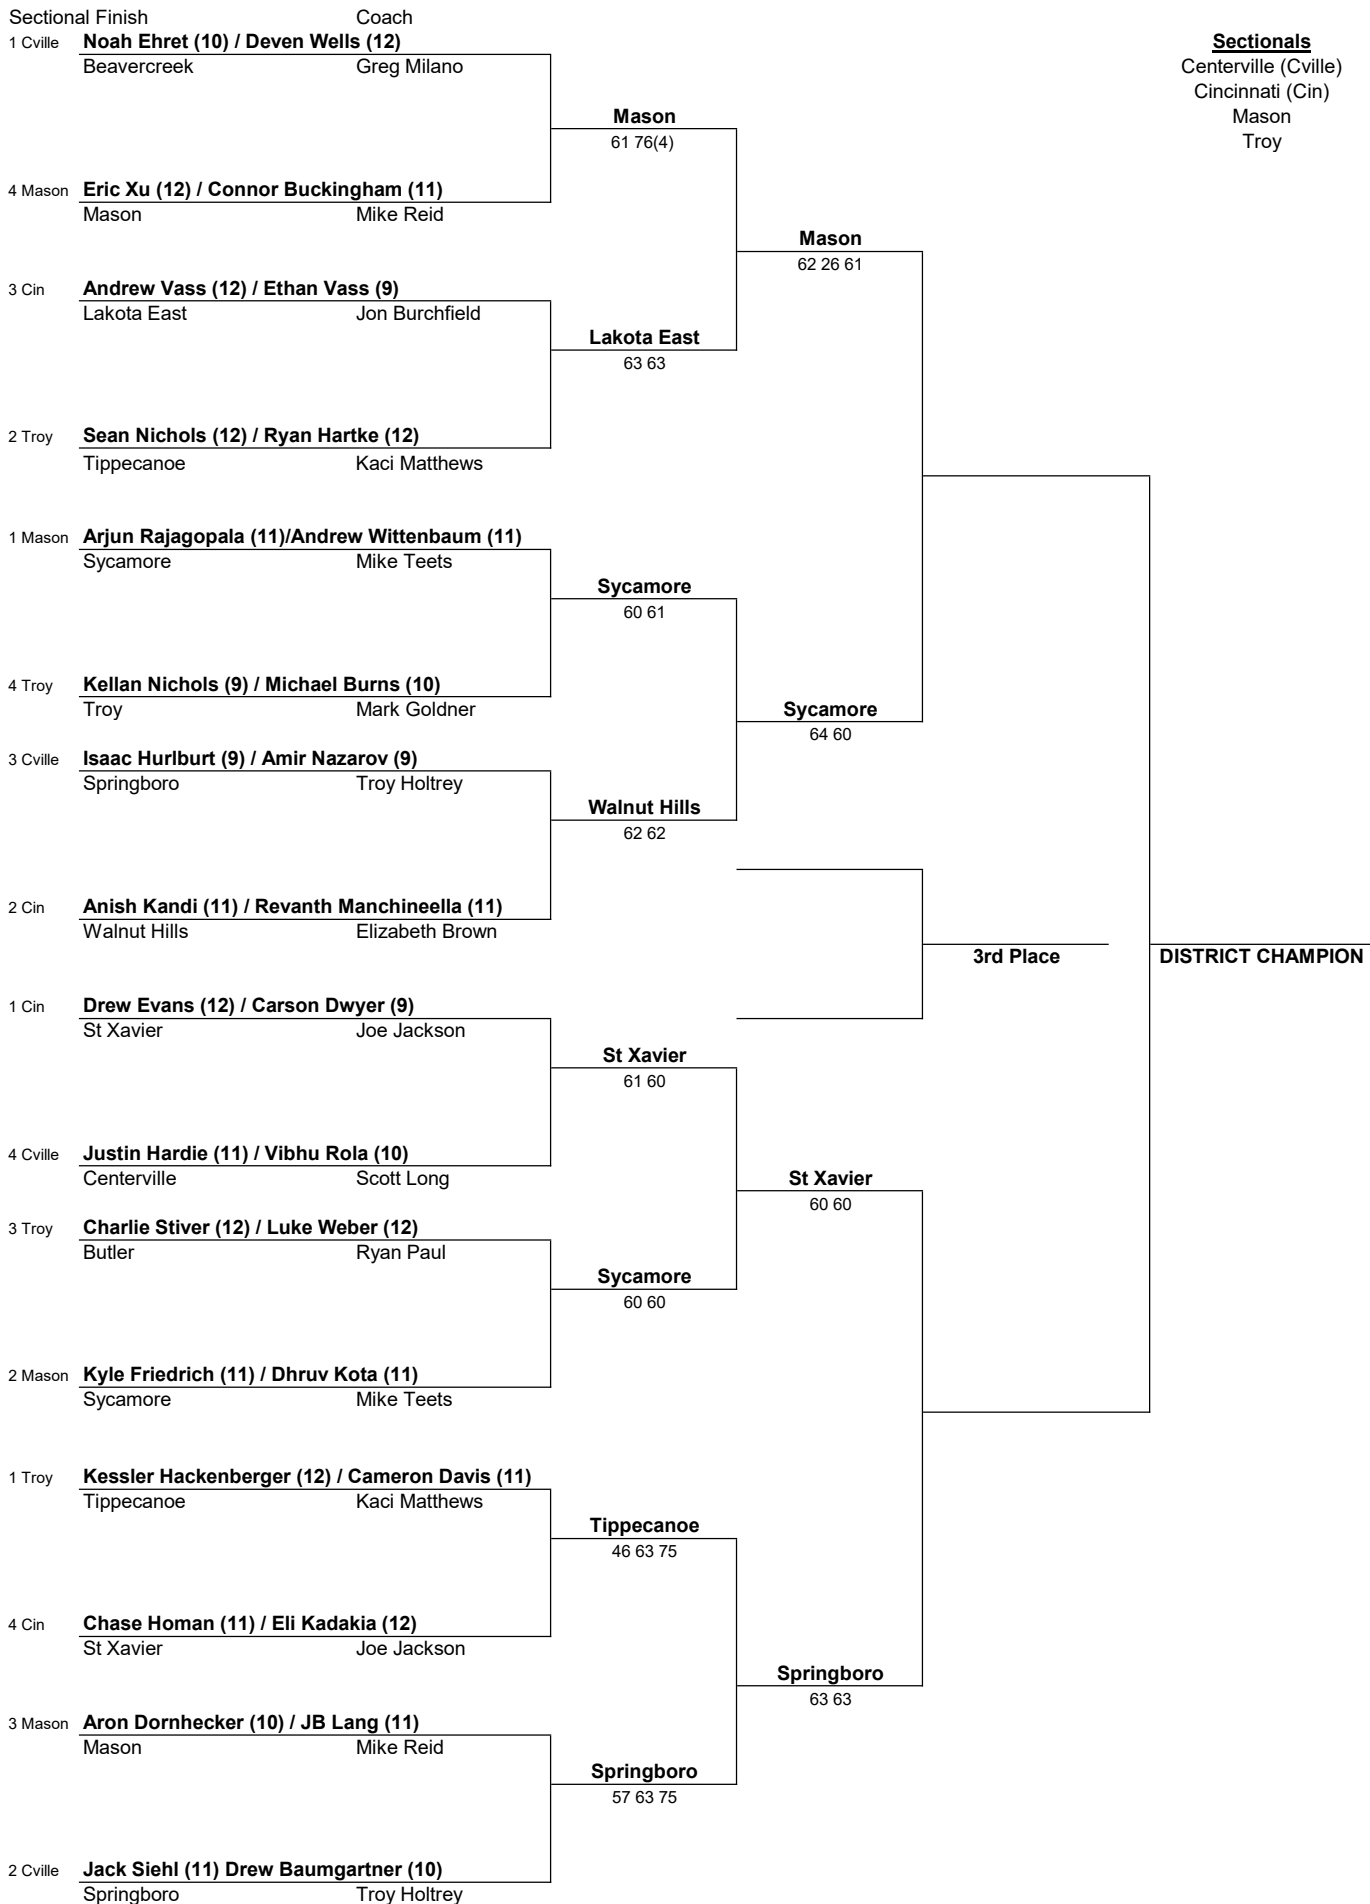 Sectional Finish Coach
1 Cville Noah Ehret (10) / Deven Wells (12)
Beavercreek Greg Milano
Sectionals
Centerville (Cville)
Cincinnati (Cin)
Mason
Troy
Mason
61 76(4)
4 Mason Eric Xu (12) / Connor Buckingham (11)
Mason Mike Reid
Mason
62 26 61
3 Cin Andrew Vass (12) / Ethan Vass (9)
Lakota East Jon Burchfield
Lakota East
63 63
2 Troy Sean Nichols (12) / Ryan Hartke (12)
Tippecanoe Kaci Matthews
1 Mason Arjun Rajagopala (11)/Andrew Wittenbaum (11)
Sycamore Mike Teets
Sycamore
60 61
4 Troy Kellan Nichols (9) / Michael Burns (10)
Troy Mark Goldner
Sycamore
64 60
3 Cville Isaac Hurlburt (9) / Amir Nazarov (9)
Springboro Troy Holtrey
Walnut Hills
62 62
2 Cin Anish Kandi (11) / Revanth Manchineella (11)
Walnut Hills Elizabeth Brown
3rd Place DISTRICT CHAMPION
1 Cin Drew Evans (12) / Carson Dwyer (9)
St Xavier Joe Jackson
St Xavier
61 60
4 Cville Justin Hardie (11) / Vibhu Rola (10)
Centerville Scott Long
St Xavier
60 60
3 Troy Charlie Stiver (12) / Luke Weber (12)
Butler Ryan Paul
Sycamore
60 60
2 Mason Kyle Friedrich (11) / Dhruv Kota (11)
Sycamore Mike Teets
1 Troy Kessler Hackenberger (12) / Cameron Davis (11)
Tippecanoe Kaci Matthews
Tippecanoe
46 63 75
4 Cin Chase Homan (11) / Eli Kadakia (12)
St Xavier Joe Jackson
Springboro
63 63
3 Mason Aron Dornhecker (10) / JB Lang (11)
Mason Mike Reid
Springboro
57 63 75
2 Cville Jack Siehl (11) Drew Baumgartner (10)
Springboro Troy Holtrey